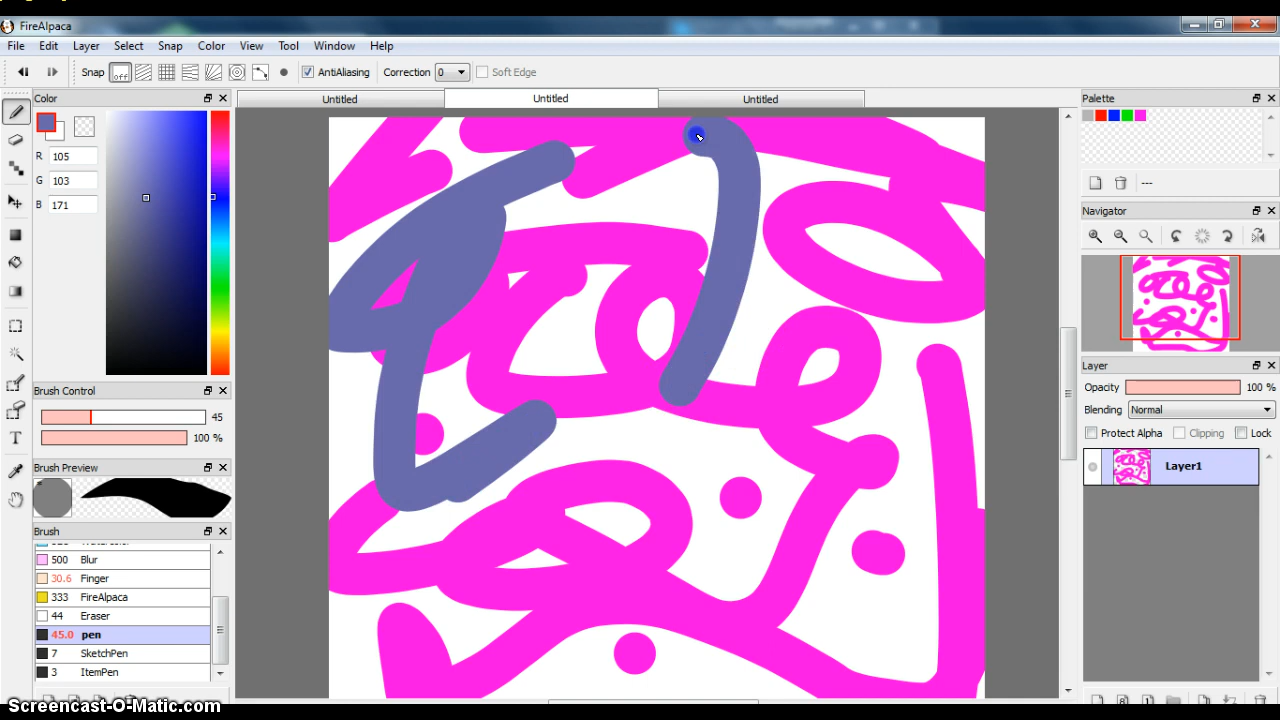 FireAlpaca
File Edit Layer Select Snap Color View Tool Window Help
Snap off AntiAliasing Correction 0 Soft Edge
Color
Untitled Untitled Untitled
Palette
R 105
G 103
B 171
---
Navigator
Brush Control
45
100 %
Layer
Opacity 100 %
Blending Normal
Protect Alpha Clipping Lock
Layer1
Brush Preview
Brush
500 Blur
30.6 Finger
333 FireAlpaca
44 Eraser
45.0 pen
7 SketchPen
3 ItemPen
Screencast-O-Matic.com